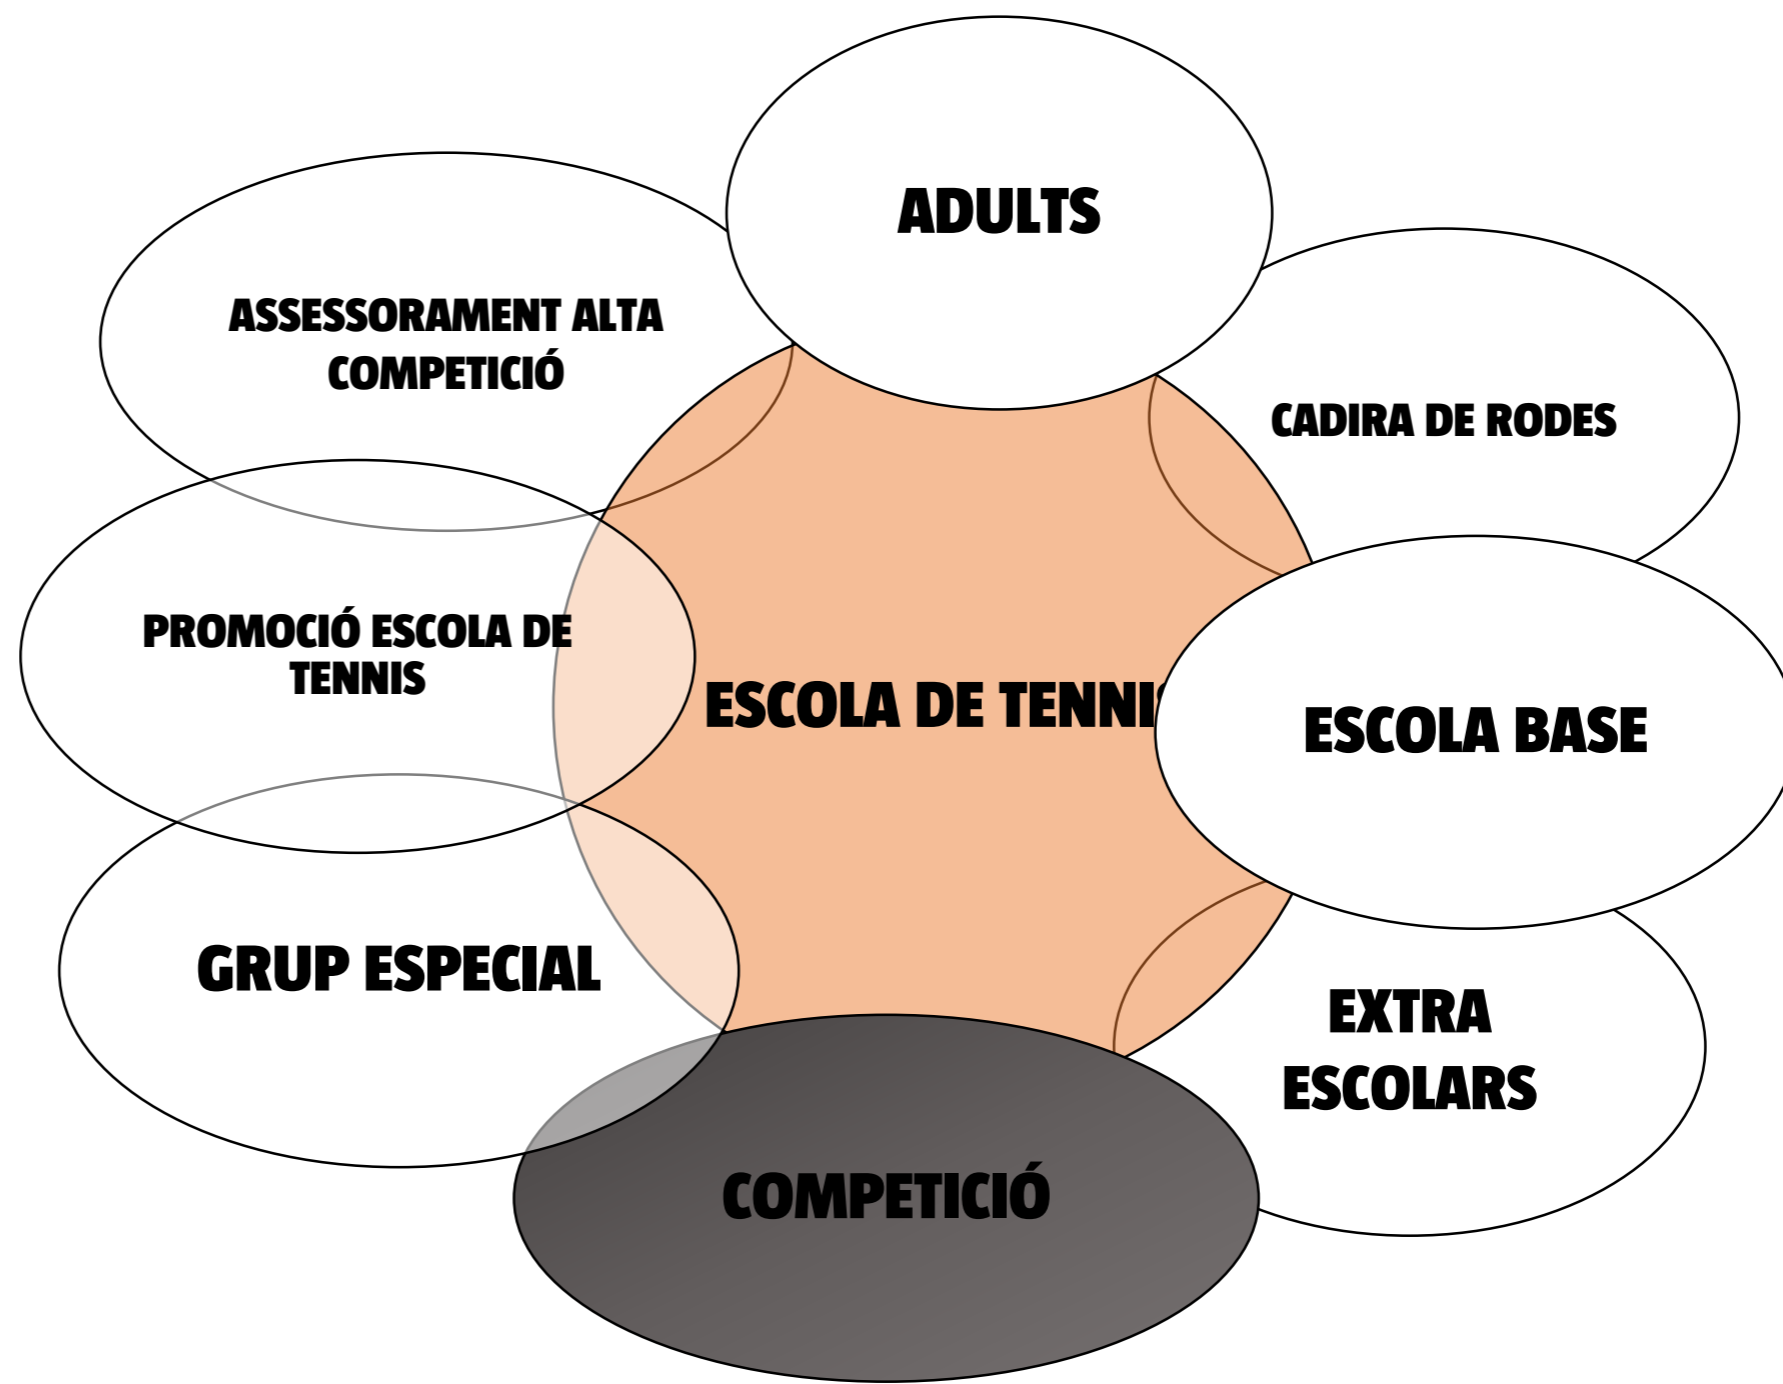 ADULTS
ASSESSORAMENT ALTA
COMPETICIÓ
CADIRA DE RODES
PROMOCIÓ ESCOLA DE
TENNIS
ESCOLA DE TENNIS
ESCOLA BASE
GRUP ESPECIAL
EXTRA
ESCOLARS
COMPETICIÓ